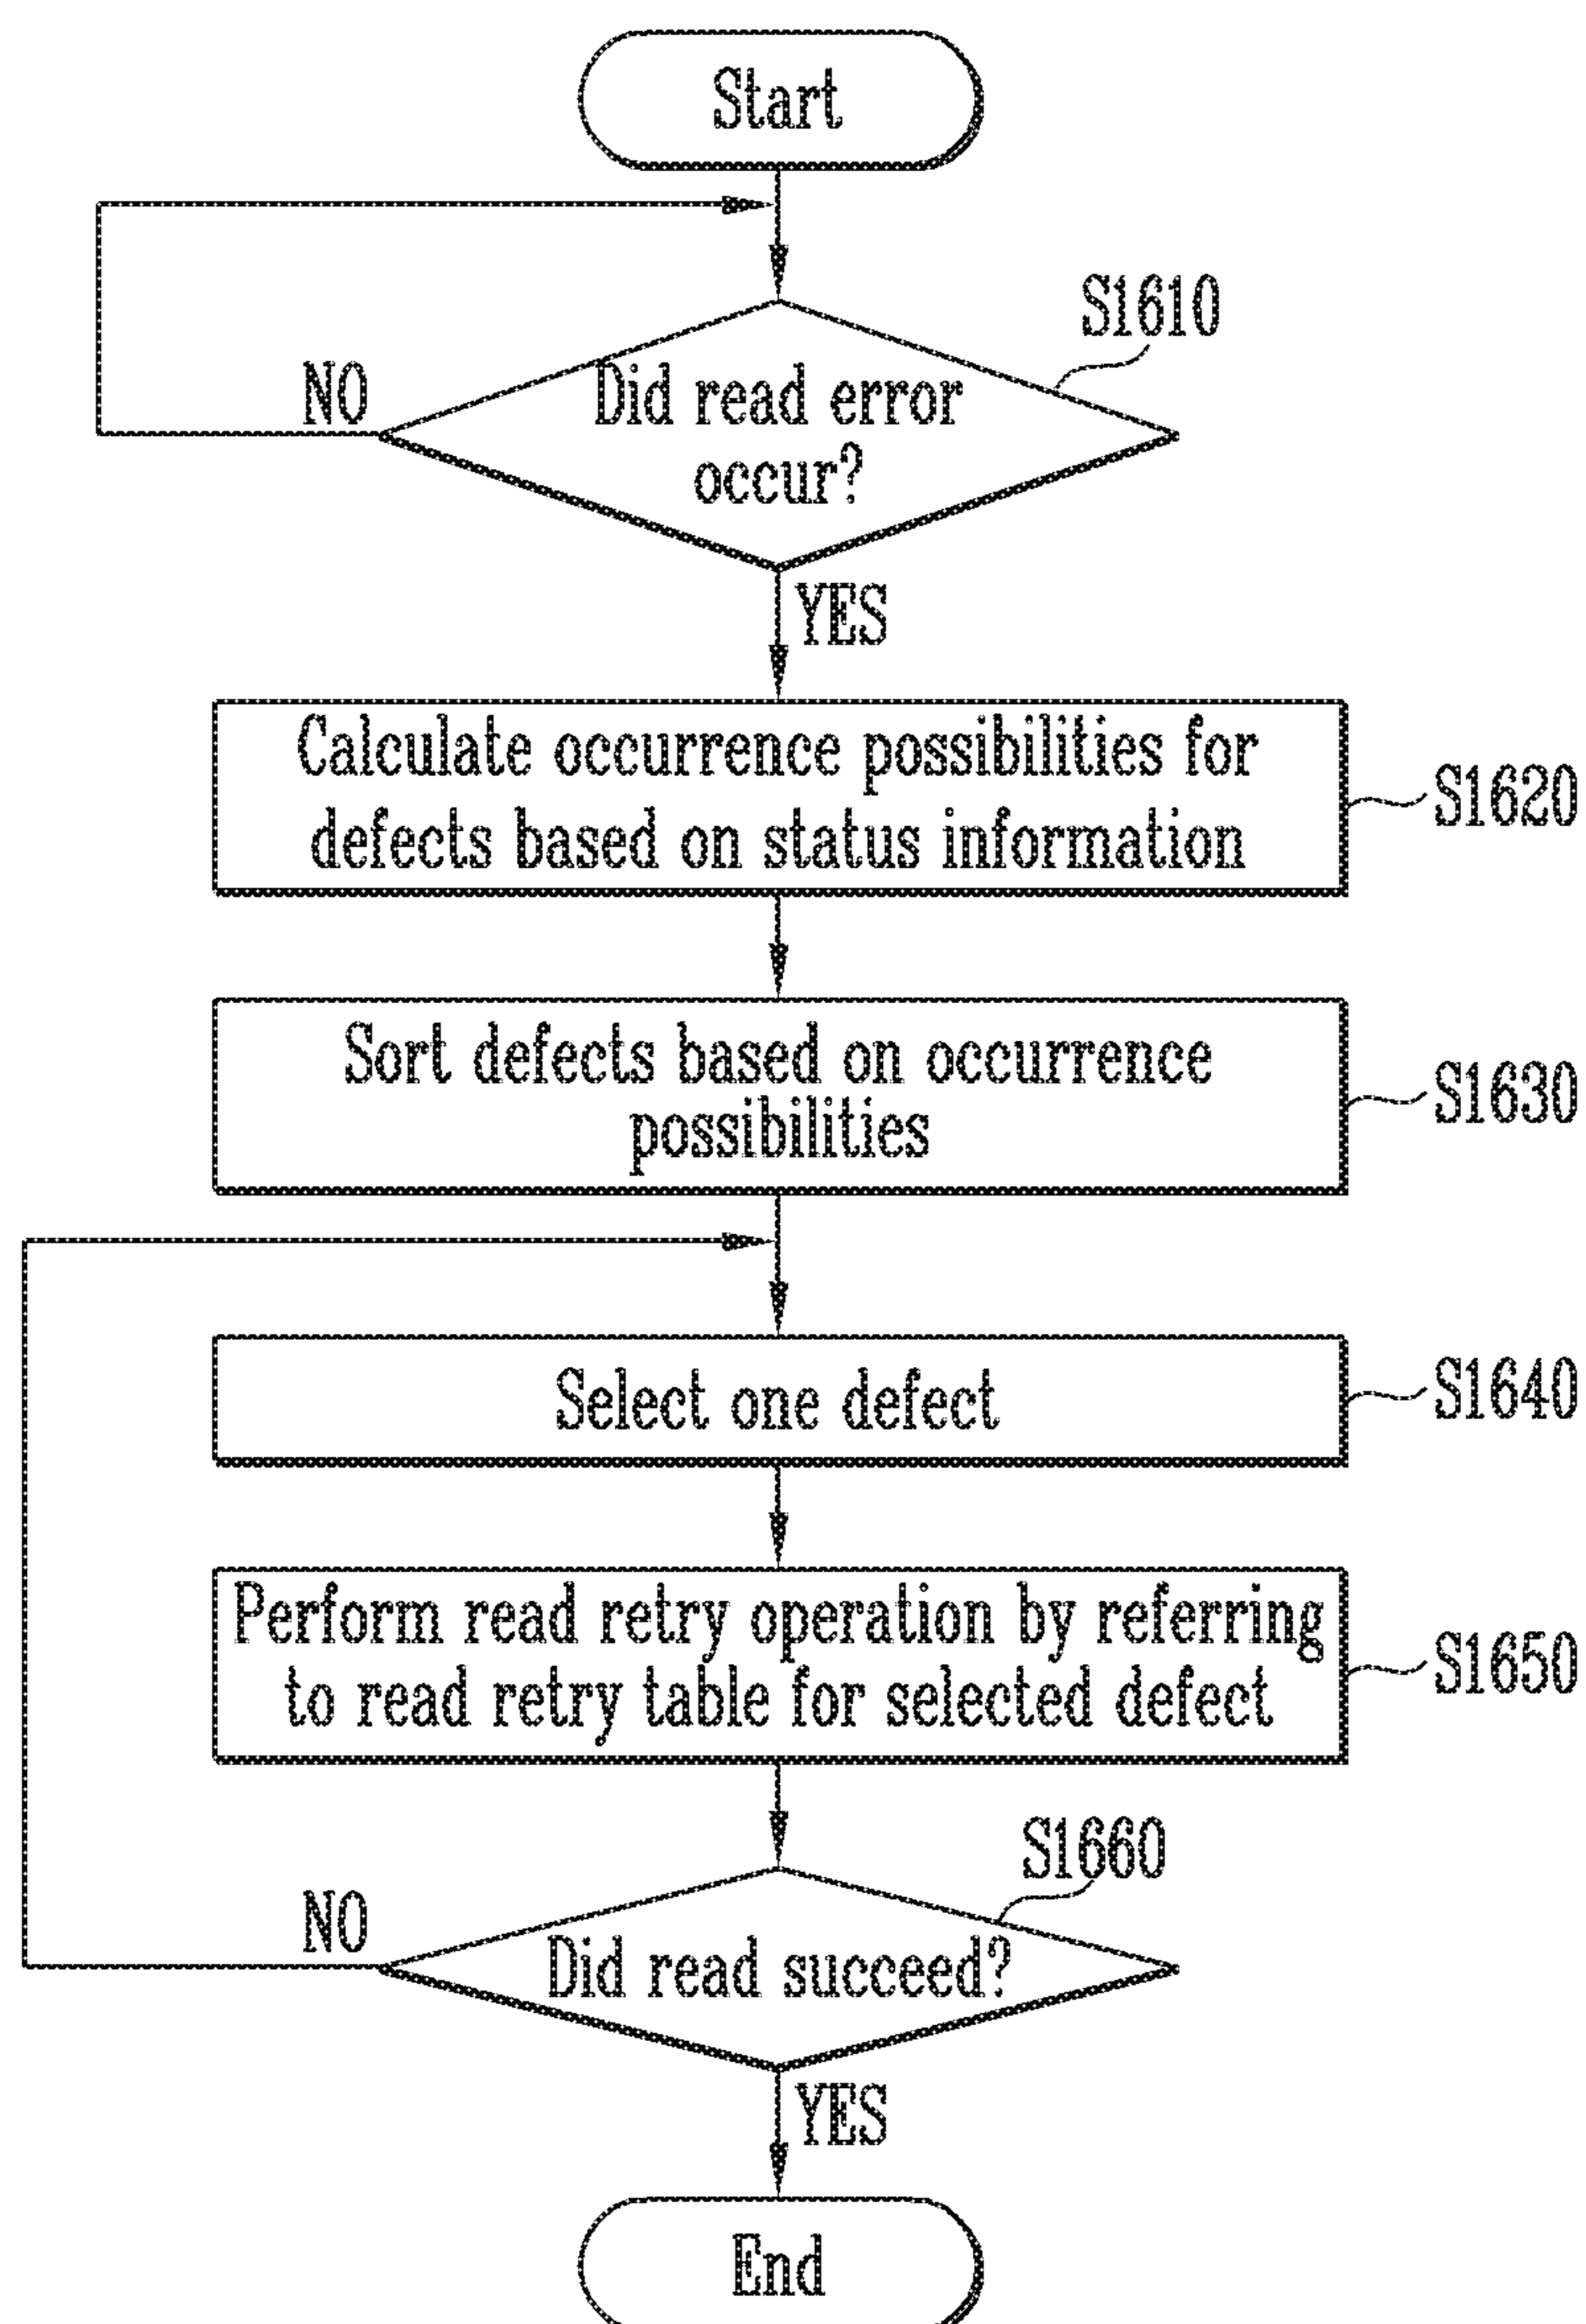 Start
S1610
NO
Did read error
occur?
YES
Calculate occurrence possibilities for
defects based on status information
S1620
Sort defects based on occurrence
possibilities
S1630
Select one defect
S1640
Perform read retry operation by referring
to read retry table for selected defect
S1650
S1660
NO
Did read succeed?
YES
End